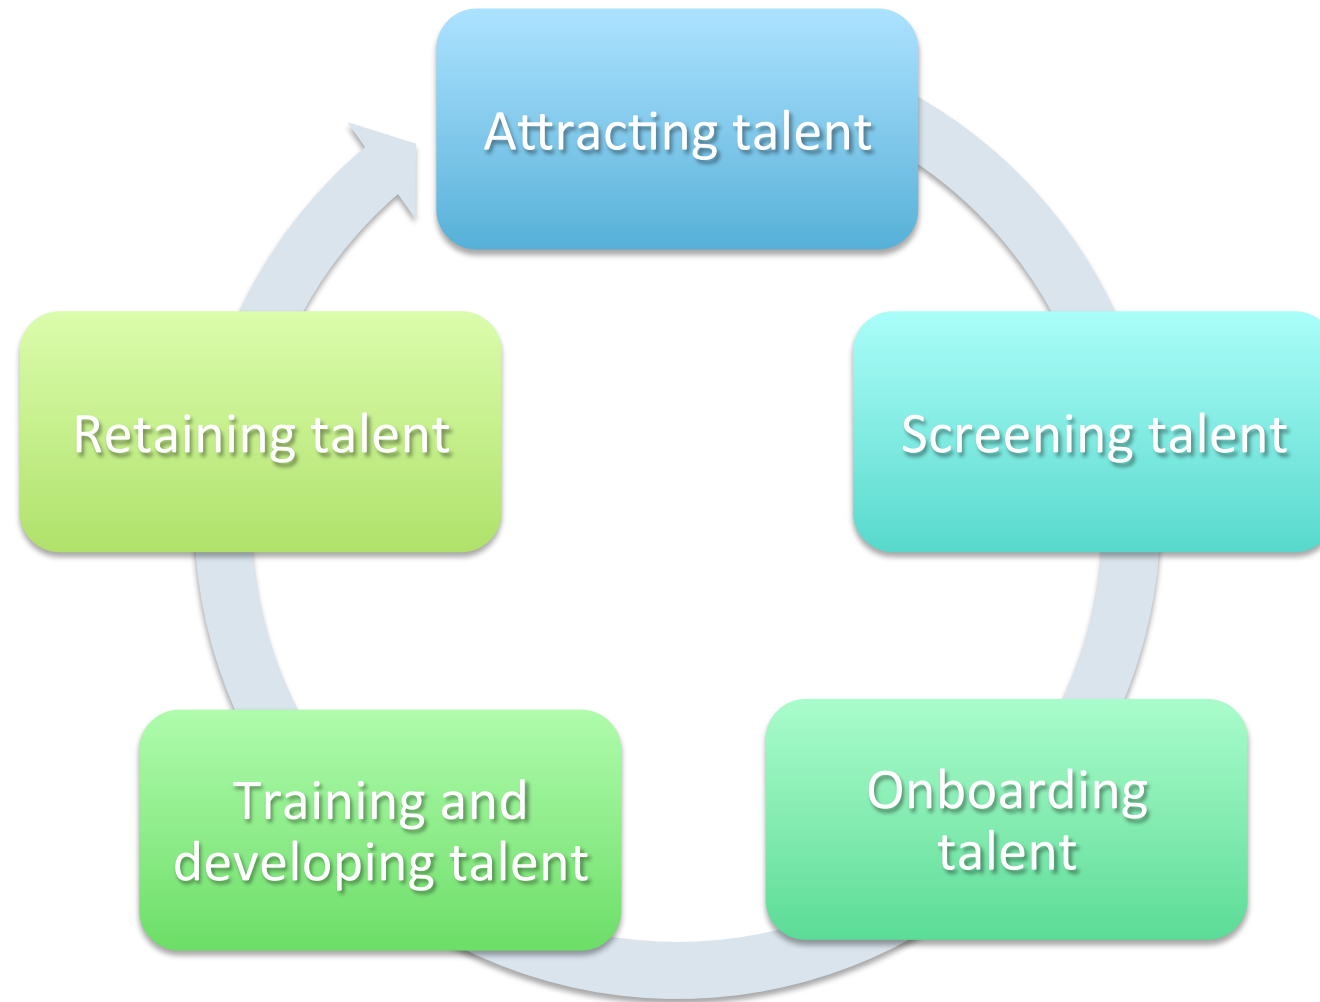 Attracting talent
Screening talent
Onboarding
talent
Training and
developing talent
Retaining talent